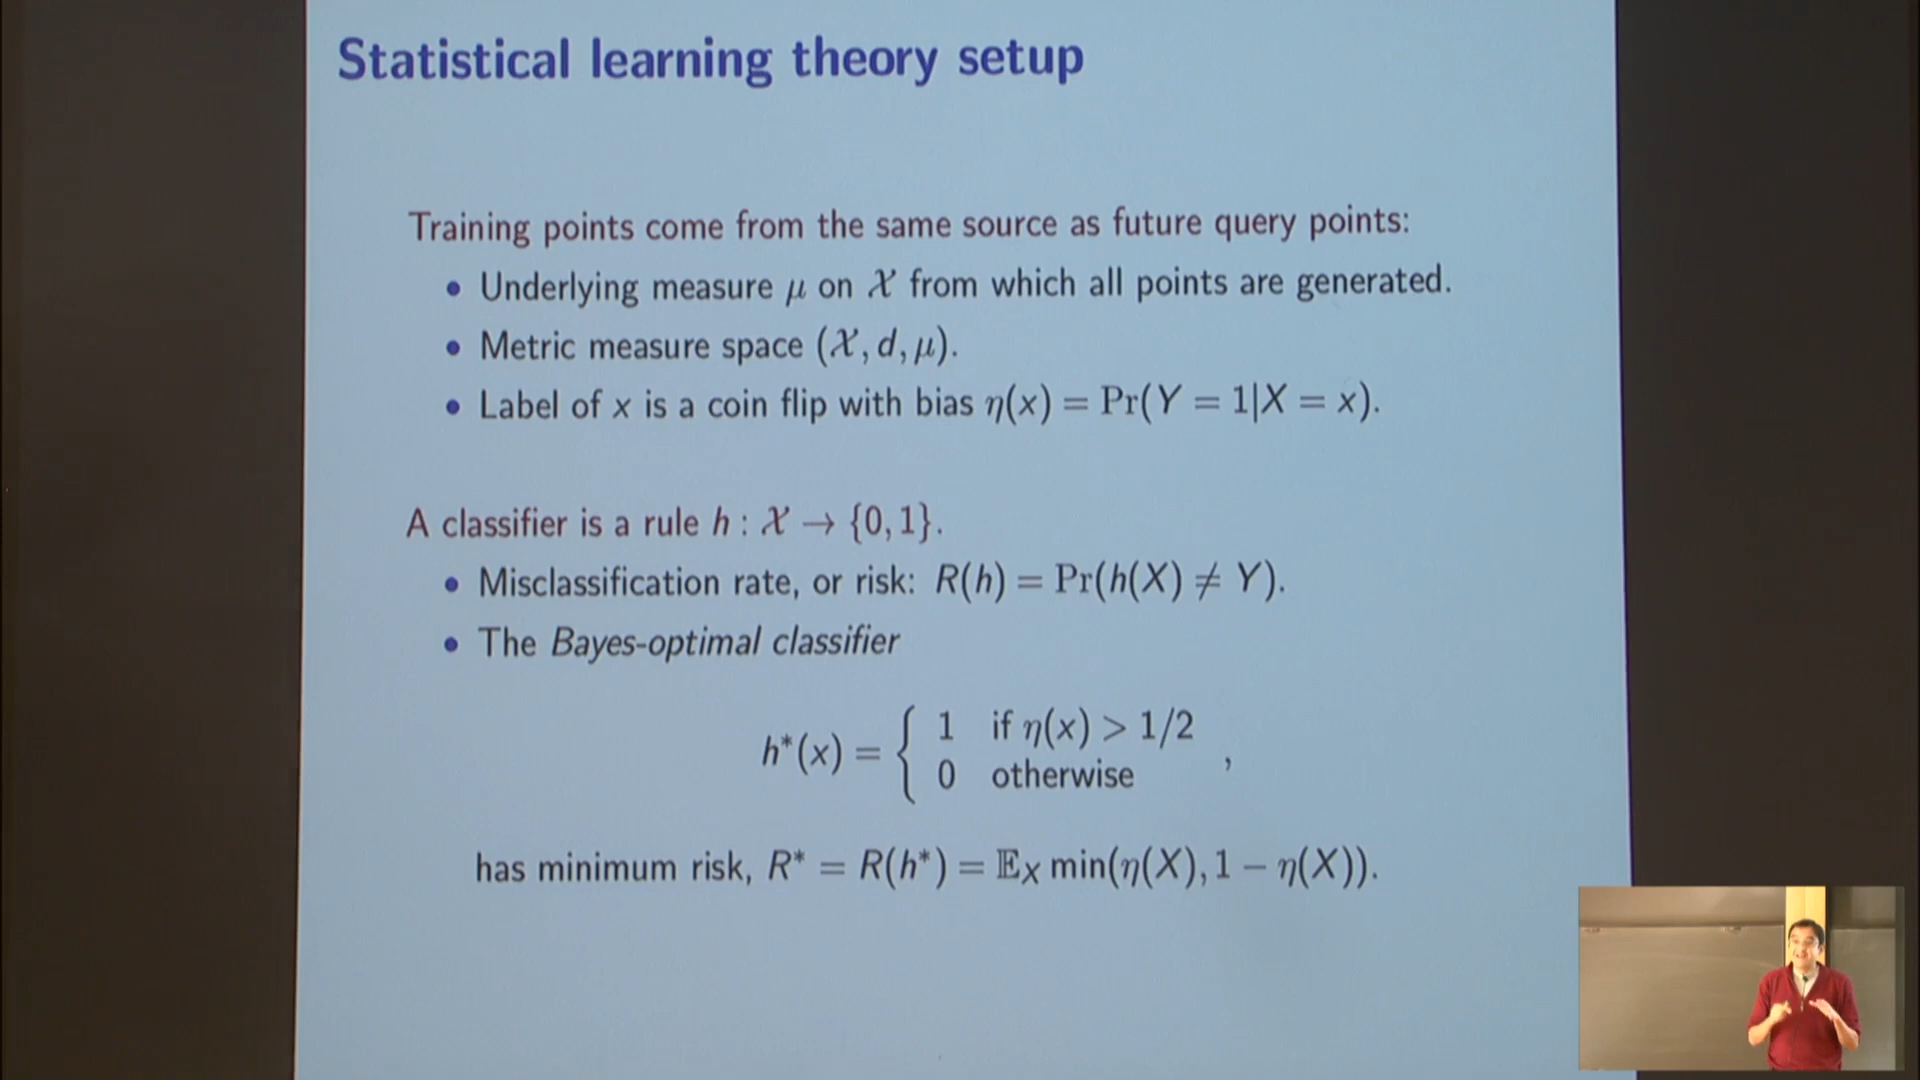 Statistical learning theory setup
Training points come from the same source as future query points:
• Underlying measure μ on 𝒳 from which all points are generated.
• Metric measure space (𝒳, d, μ).
• Label of x is a coin flip with bias η(x) = Pr(Y = 1|X = x).
A classifier is a rule h : 𝒳 → {0, 1}.
• Misclassification rate, or risk: R(h) = Pr(h(X) ≠ Y).
• The Bayes-optimal classifier
h*(x) = { 1 if η(x) > 1/2
0 otherwise ,
has minimum risk, R* = R(h*) = 𝔼_X min(η(X), 1 − η(X)).